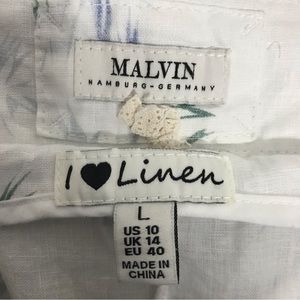 MALVIN
HAMBURG-GERMANY
I ♥ Linen
L
US 10
UK 14
EU 40
MADE IN
CHINA